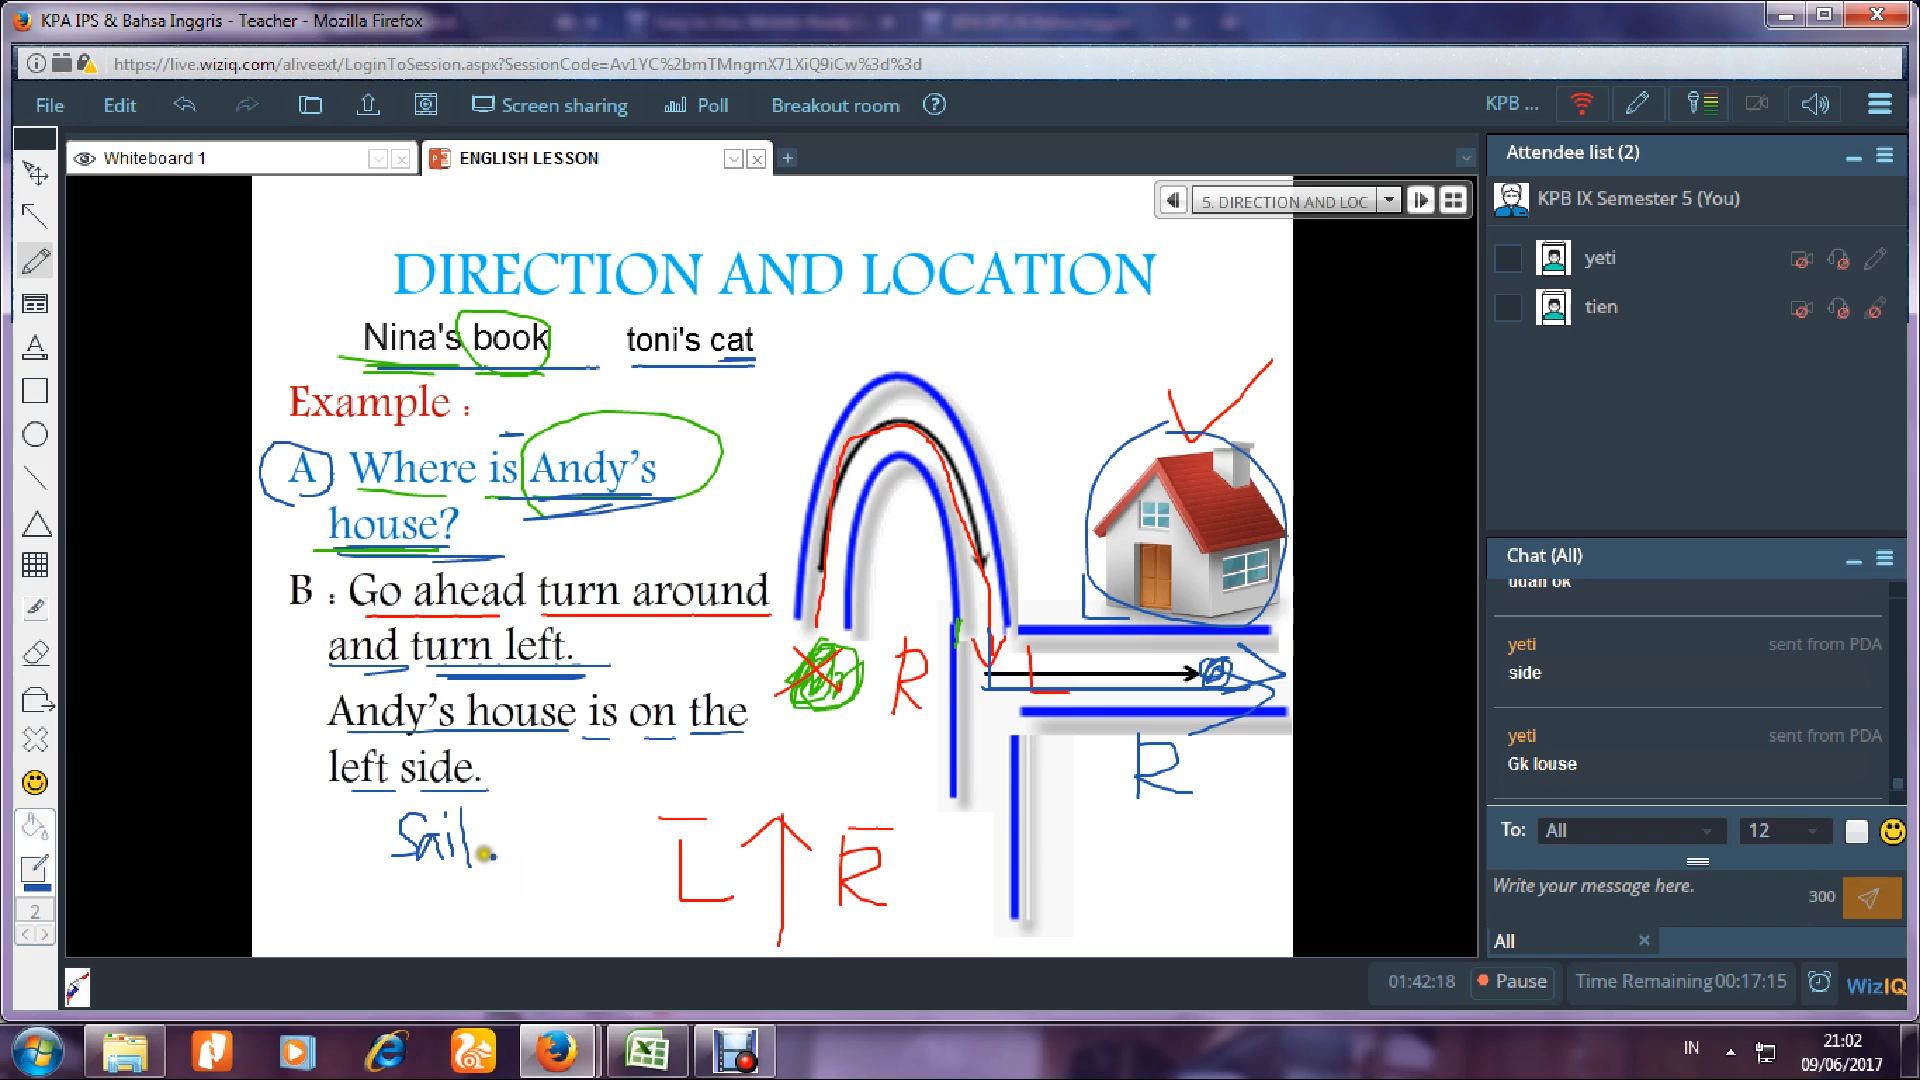 KPA IPS & Bahsa Inggris - Teacher - Mozilla Firefox
https://live.wiziq.com/aliveext/LoginToSession.aspx?SessionCode=Av1YC%2bmTMngmX71XiQ9iCw%3d%3d
File Edit Screen sharing Poll Breakout room KPB ...
Whiteboard 1
ENGLISH LESSON
5. DIRECTION AND LOC
DIRECTION AND LOCATION
Nina's book toni's cat
Example :
A : Where is Andy's
house?
B : Go ahead turn around
and turn left.
Andy's house is on the
left side.
R
L
R
L R
2
Attendee list (2)
KPB IX Semester 5 (You)
yeti
tien
Chat (All)
yeti sent from PDA
side
yeti sent from PDA
Gk louse
To: All 12
Write your message here.
300
All
01:42:18 Pause Time Remaining 00:17:15 WizIQ
IN
21:02
09/06/2017